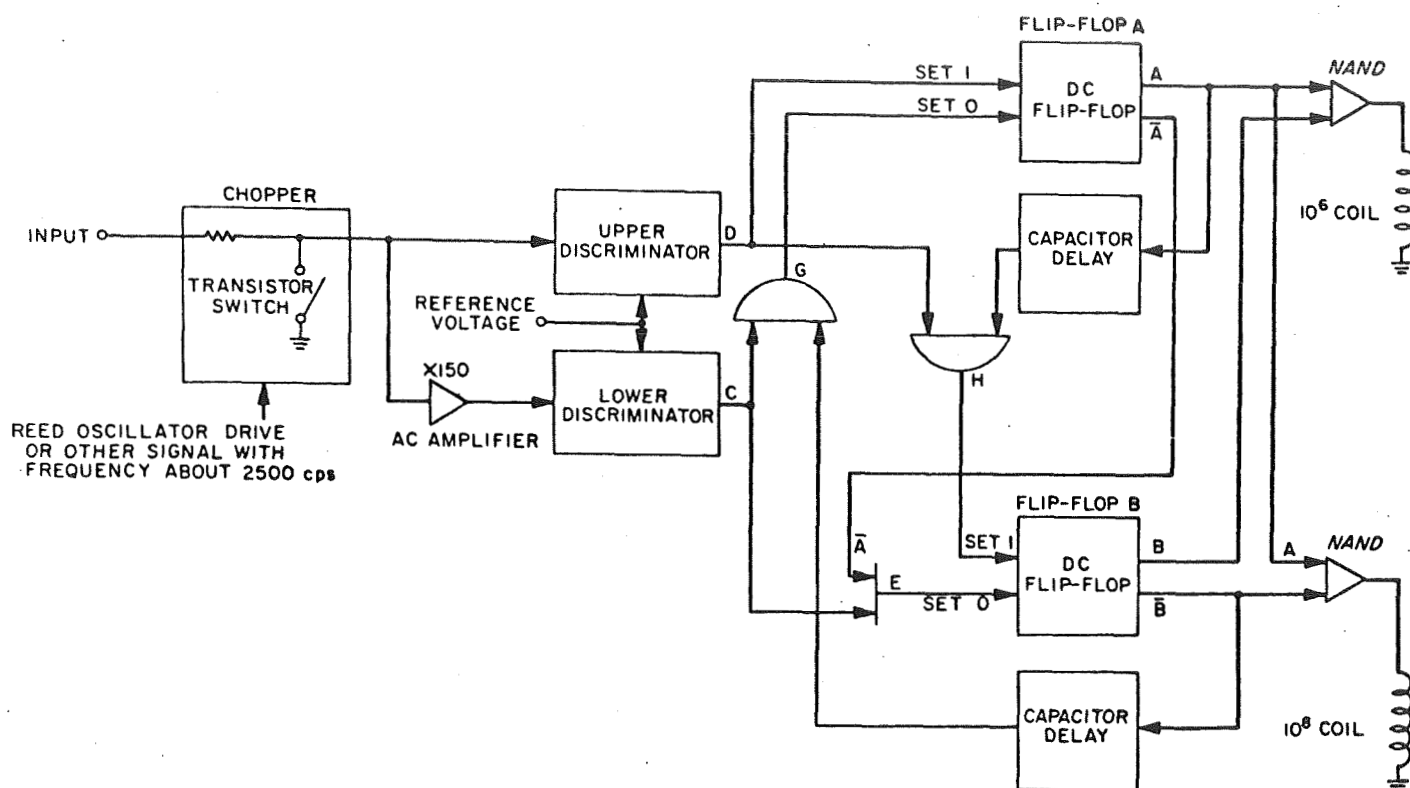 FLIP-FLOP A
SET 1
SET 0
DC
FLIP-FLOP
A
A̅
NAND
10⁶ COIL
CHOPPER
INPUT
TRANSISTOR
SWITCH
UPPER
DISCRIMINATOR
D
CAPACITOR
DELAY
G
REFERENCE
VOLTAGE
H
X150
LOWER
DISCRIMINATOR
C
AC AMPLIFIER
REED OSCILLATOR DRIVE
OR OTHER SIGNAL WITH
FREQUENCY ABOUT 2500 cps
FLIP-FLOP B
A̅
E
SET 1
SET 0
DC
FLIP-FLOP
B
B̅
A
NAND
CAPACITOR
DELAY
10⁸ COIL